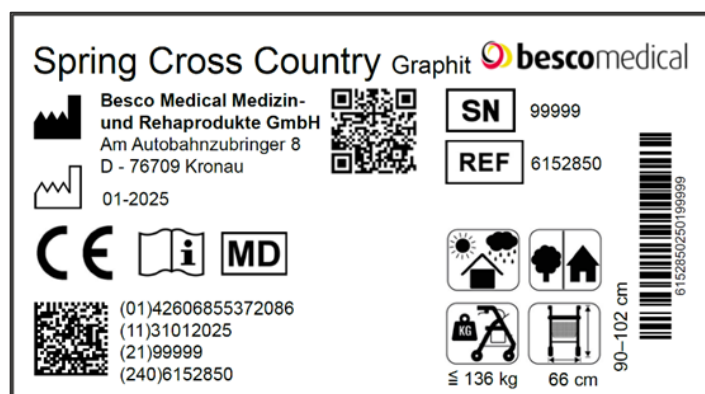 Spring Cross Country Graphit bescomedical
Besco Medical Medizin-
und Rehaprodukte GmbH
Am Autobahnzubringer 8
D - 76709 Kronau
01-2025
SN 99999
REF 6152850
CE i MD
(01)42606855372086
(11)31012025
(21)99999
(240)6152850
KG
≦ 136 kg
66 cm
90–102 cm
61528502501​99999